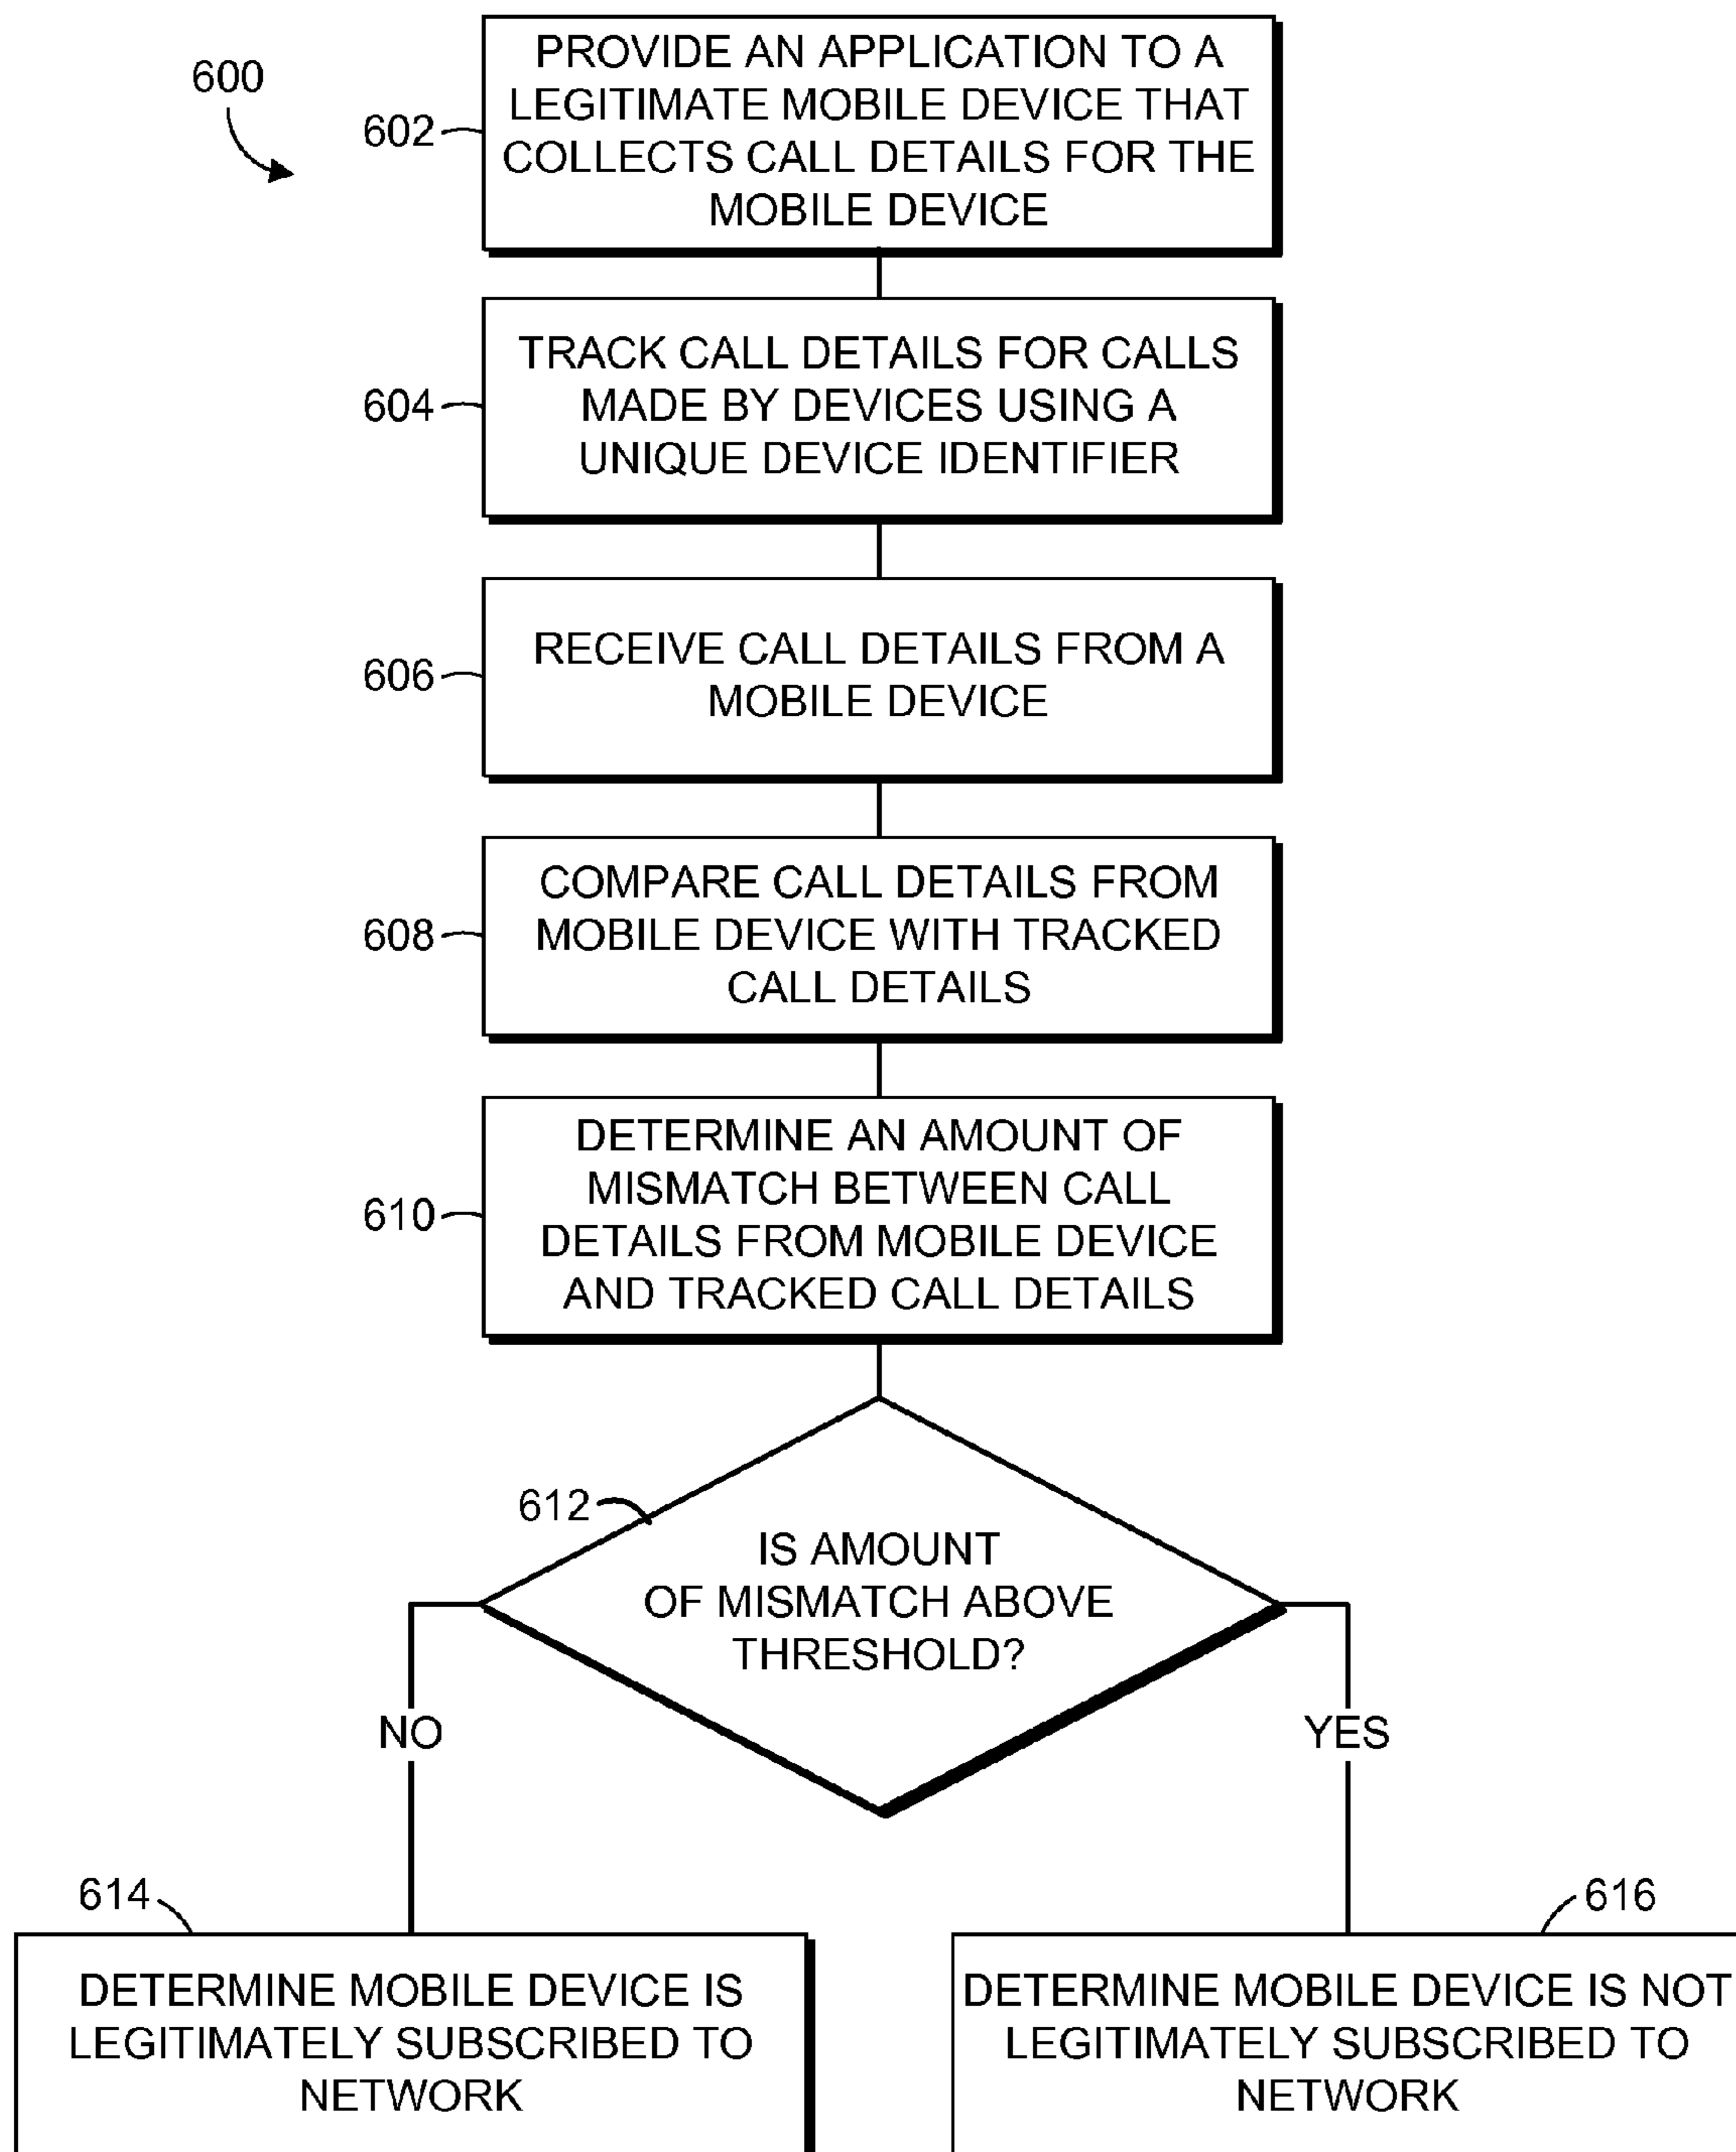 600
602
PROVIDE AN APPLICATION TO A
LEGITIMATE MOBILE DEVICE THAT
COLLECTS CALL DETAILS FOR THE
MOBILE DEVICE
604
TRACK CALL DETAILS FOR CALLS
MADE BY DEVICES USING A
UNIQUE DEVICE IDENTIFIER
606
RECEIVE CALL DETAILS FROM A
MOBILE DEVICE
608
COMPARE CALL DETAILS FROM
MOBILE DEVICE WITH TRACKED
CALL DETAILS
610
DETERMINE AN AMOUNT OF
MISMATCH BETWEEN CALL
DETAILS FROM MOBILE DEVICE
AND TRACKED CALL DETAILS
612
IS AMOUNT
OF MISMATCH ABOVE
THRESHOLD?
NO
YES
614
DETERMINE MOBILE DEVICE IS
LEGITIMATELY SUBSCRIBED TO
NETWORK
616
DETERMINE MOBILE DEVICE IS NOT
LEGITIMATELY SUBSCRIBED TO
NETWORK